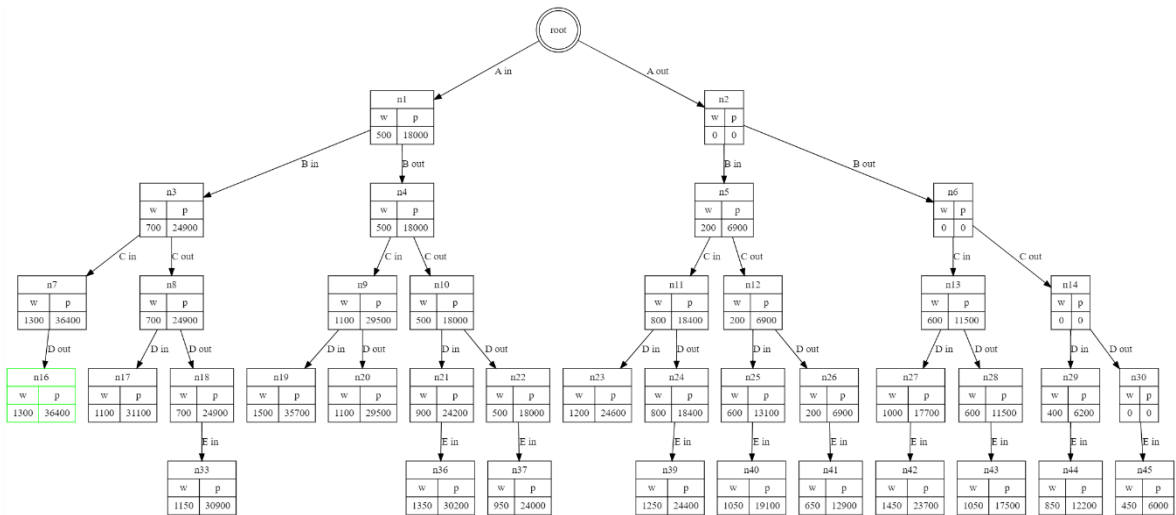 root
A in A out
n1 n2
w p w p
500 18000 0 0
B in B out B in B out
n3 n4 n5 n6
w p w p w p w p
700 24900 500 18000 200 6900 0 0
C in C out C in C out C in C out C in C out
n7 n8 n9 n10 n11 n12 n13 n14
w p w p w p w p w p w p w p w p
1300 36400 700 24900 1100 29500 500 18000 800 18400 200 6900 600 11500 0 0
D out D in D out D in D out D in D out D in D out D in D out D in D out D in D out
n16 n17 n18 n19 n20 n21 n22 n23 n24 n25 n26 n27 n28 n29 n30
w p w p w p w p w p w p w p w p w p w p w p w p w p w p w p
1300 36400 1100 31100 700 24900 1500 35700 1100 29500 900 24200 500 18000 1200 24600 800 18400 600 13100 200 6900 1000 17700 600 11500 400 6200 0 0
E in E in E in E in E in E in E in E in E in E in
n33 n36 n37 n39 n40 n41 n42 n43 n44 n45
w p w p w p w p w p w p w p w p w p w p
1150 30900 1350 30200 950 24000 1250 24400 1050 19100 650 12900 1450 23700 1050 17500 850 12200 450 6000